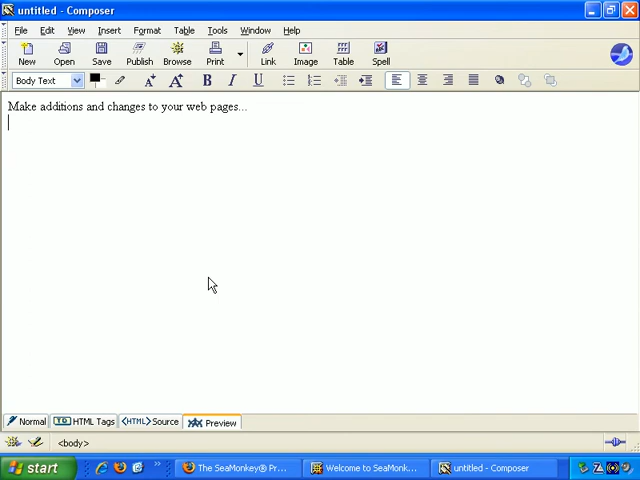 untitled - Composer
File Edit View Insert Format Table Tools Window Help
New Open Save Publish Browse Print Link Image Table Spell
Body Text A A B I U
Make additions and changes to your web pages...
Normal TD HTML Tags <HTML> Source Preview
<body>
start The SeaMonkey® Pr... Welcome to SeaMonk... untitled - Composer